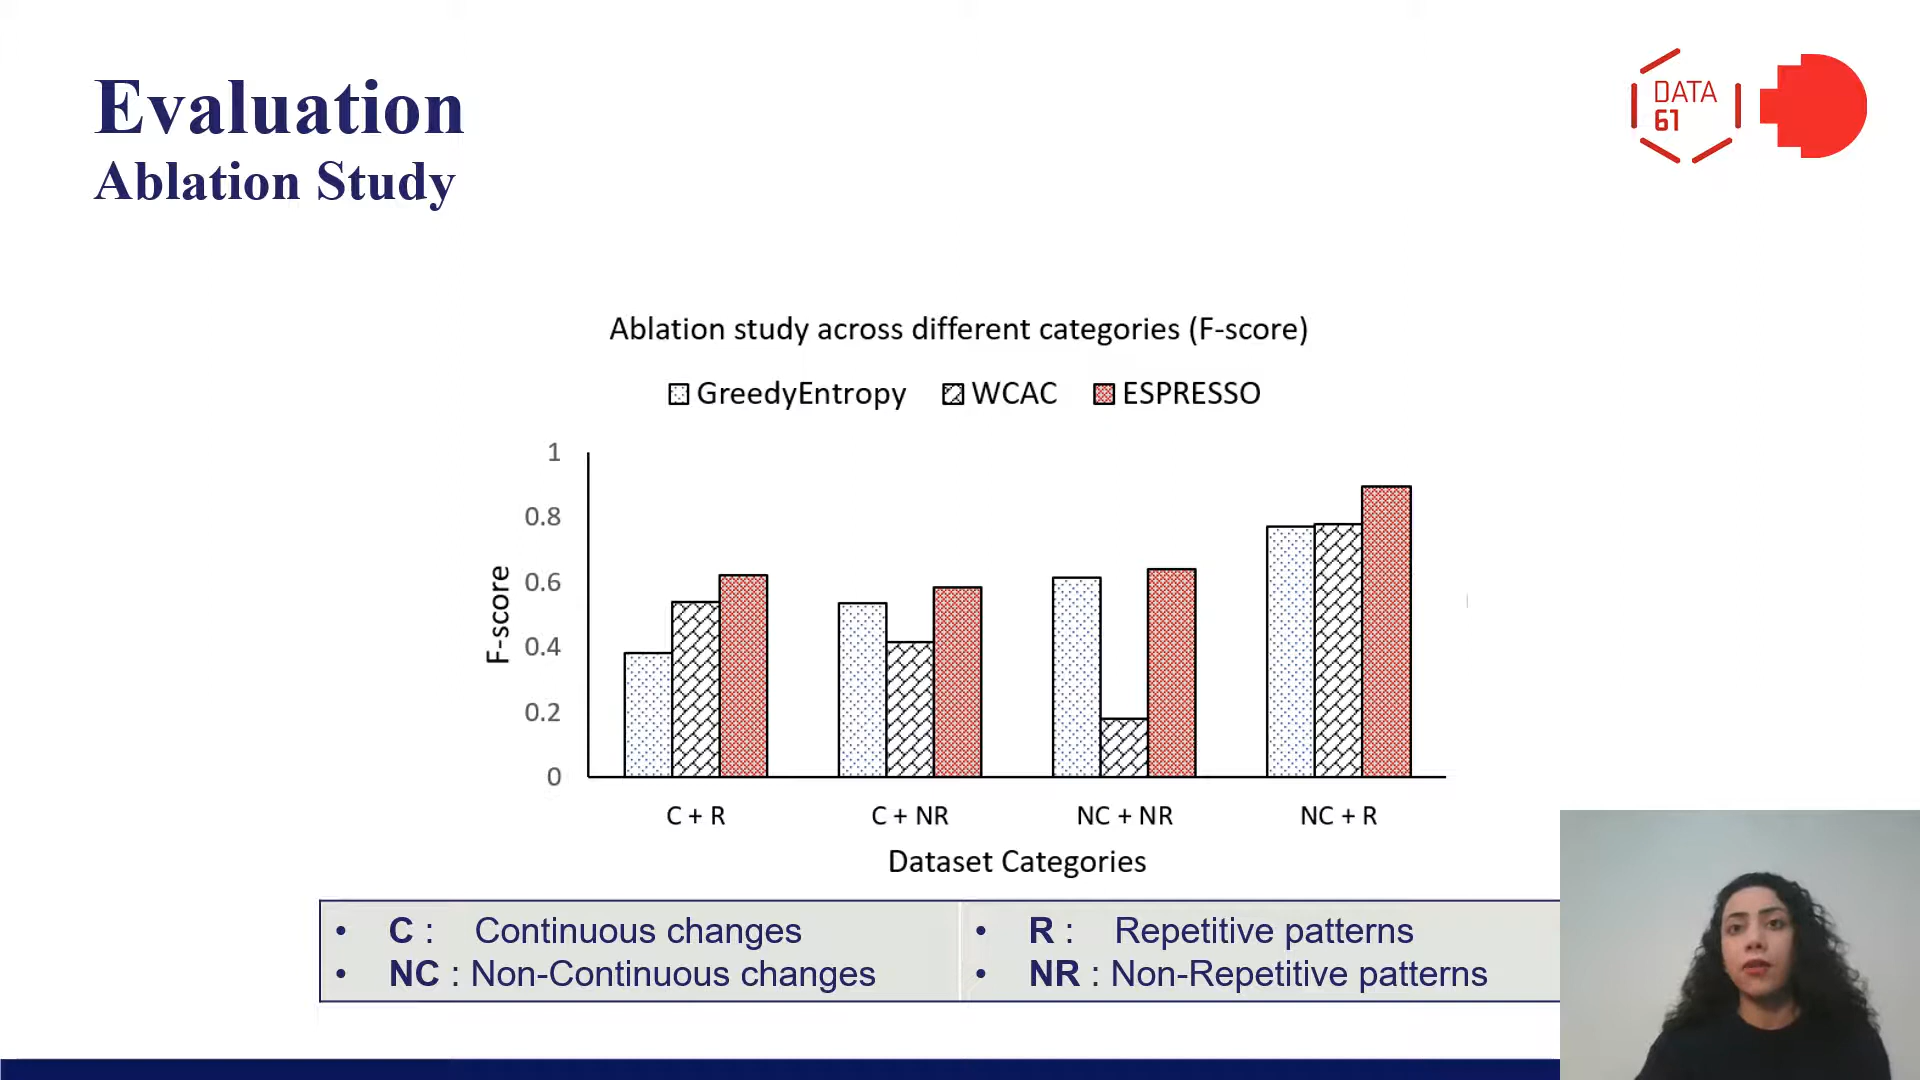 Evaluation
Ablation Study
DATA
61
Ablation study across different categories (F-score)
GreedyEntropy WCAC ESPRESSO
F-score
1
0.8
0.6
0.4
0.2
0
C + R C + NR NC + NR NC + R
Dataset Categories
• C : Continuous changes
• NC : Non-Continuous changes
• R : Repetitive patterns
• NR : Non-Repetitive patterns